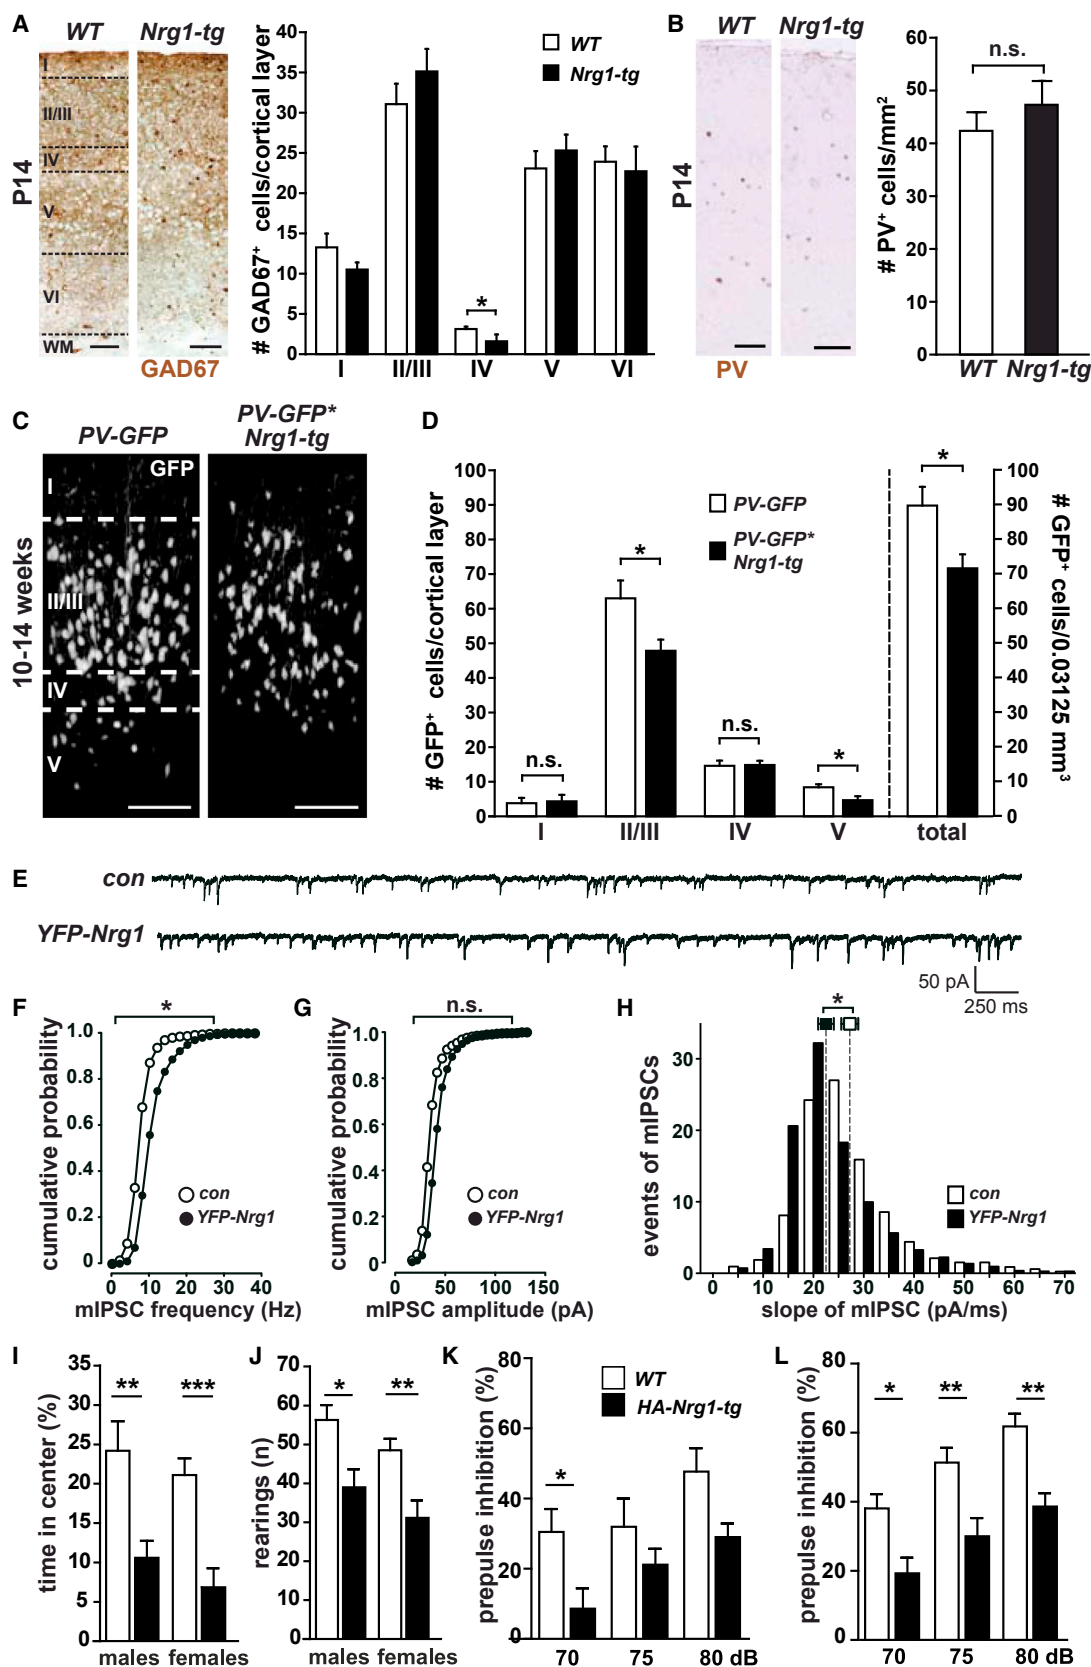 A
WT Nrg1-tg
P14
I
II/III
IV
V
VI
WM
GAD67
# GAD67+ cells/cortical layer
40
35
30
25
20
15
10
5
0
WT
Nrg1-tg
*
I II/III IV V VI
B
WT Nrg1-tg
P14
PV
# PV+ cells/mm2
60
50
40
30
20
10
0
n.s.
WT Nrg1-tg
C
PV-GFP
PV-GFP*
Nrg1-tg
10-14 weeks
GFP
I
II/III
IV
V
D
# GFP+ cells/cortical layer
100
90
80
70
60
50
40
30
20
10
0
PV-GFP
PV-GFP*
Nrg1-tg
n.s.
*
n.s.
*
*
I II/III IV V total
100
90
80
70
60
50
40
30
20
10
0
# GFP+ cells/0.03125 mm3
E
con
YFP-Nrg1
50 pA
250 ms
F
*
cumulative probability
1.0
0.8
0.6
0.4
0.2
0
con
YFP-Nrg1
0 10 20 30 40
mIPSC frequency (Hz)
G
n.s.
cumulative probability
1.0
0.8
0.6
0.4
0.2
0
con
YFP-Nrg1
0 50 100 150
mIPSC amplitude (pA)
H
*
events of mIPSCs
30
20
10
0
con
YFP-Nrg1
0 10 20 30 40 50 60 70
slope of mIPSC (pA/ms)
I
time in center (%)
35
30
25
20
15
10
5
0
** ***
males females
J
rearings (n)
70
60
50
40
30
20
10
0
* **
males females
K
prepulse inhibition (%)
80
60
40
20
0
WT
HA-Nrg1-tg
*
70 75 80 dB
L
prepulse inhibition (%)
80
60
40
20
0
* ** **
70 75 80 dB